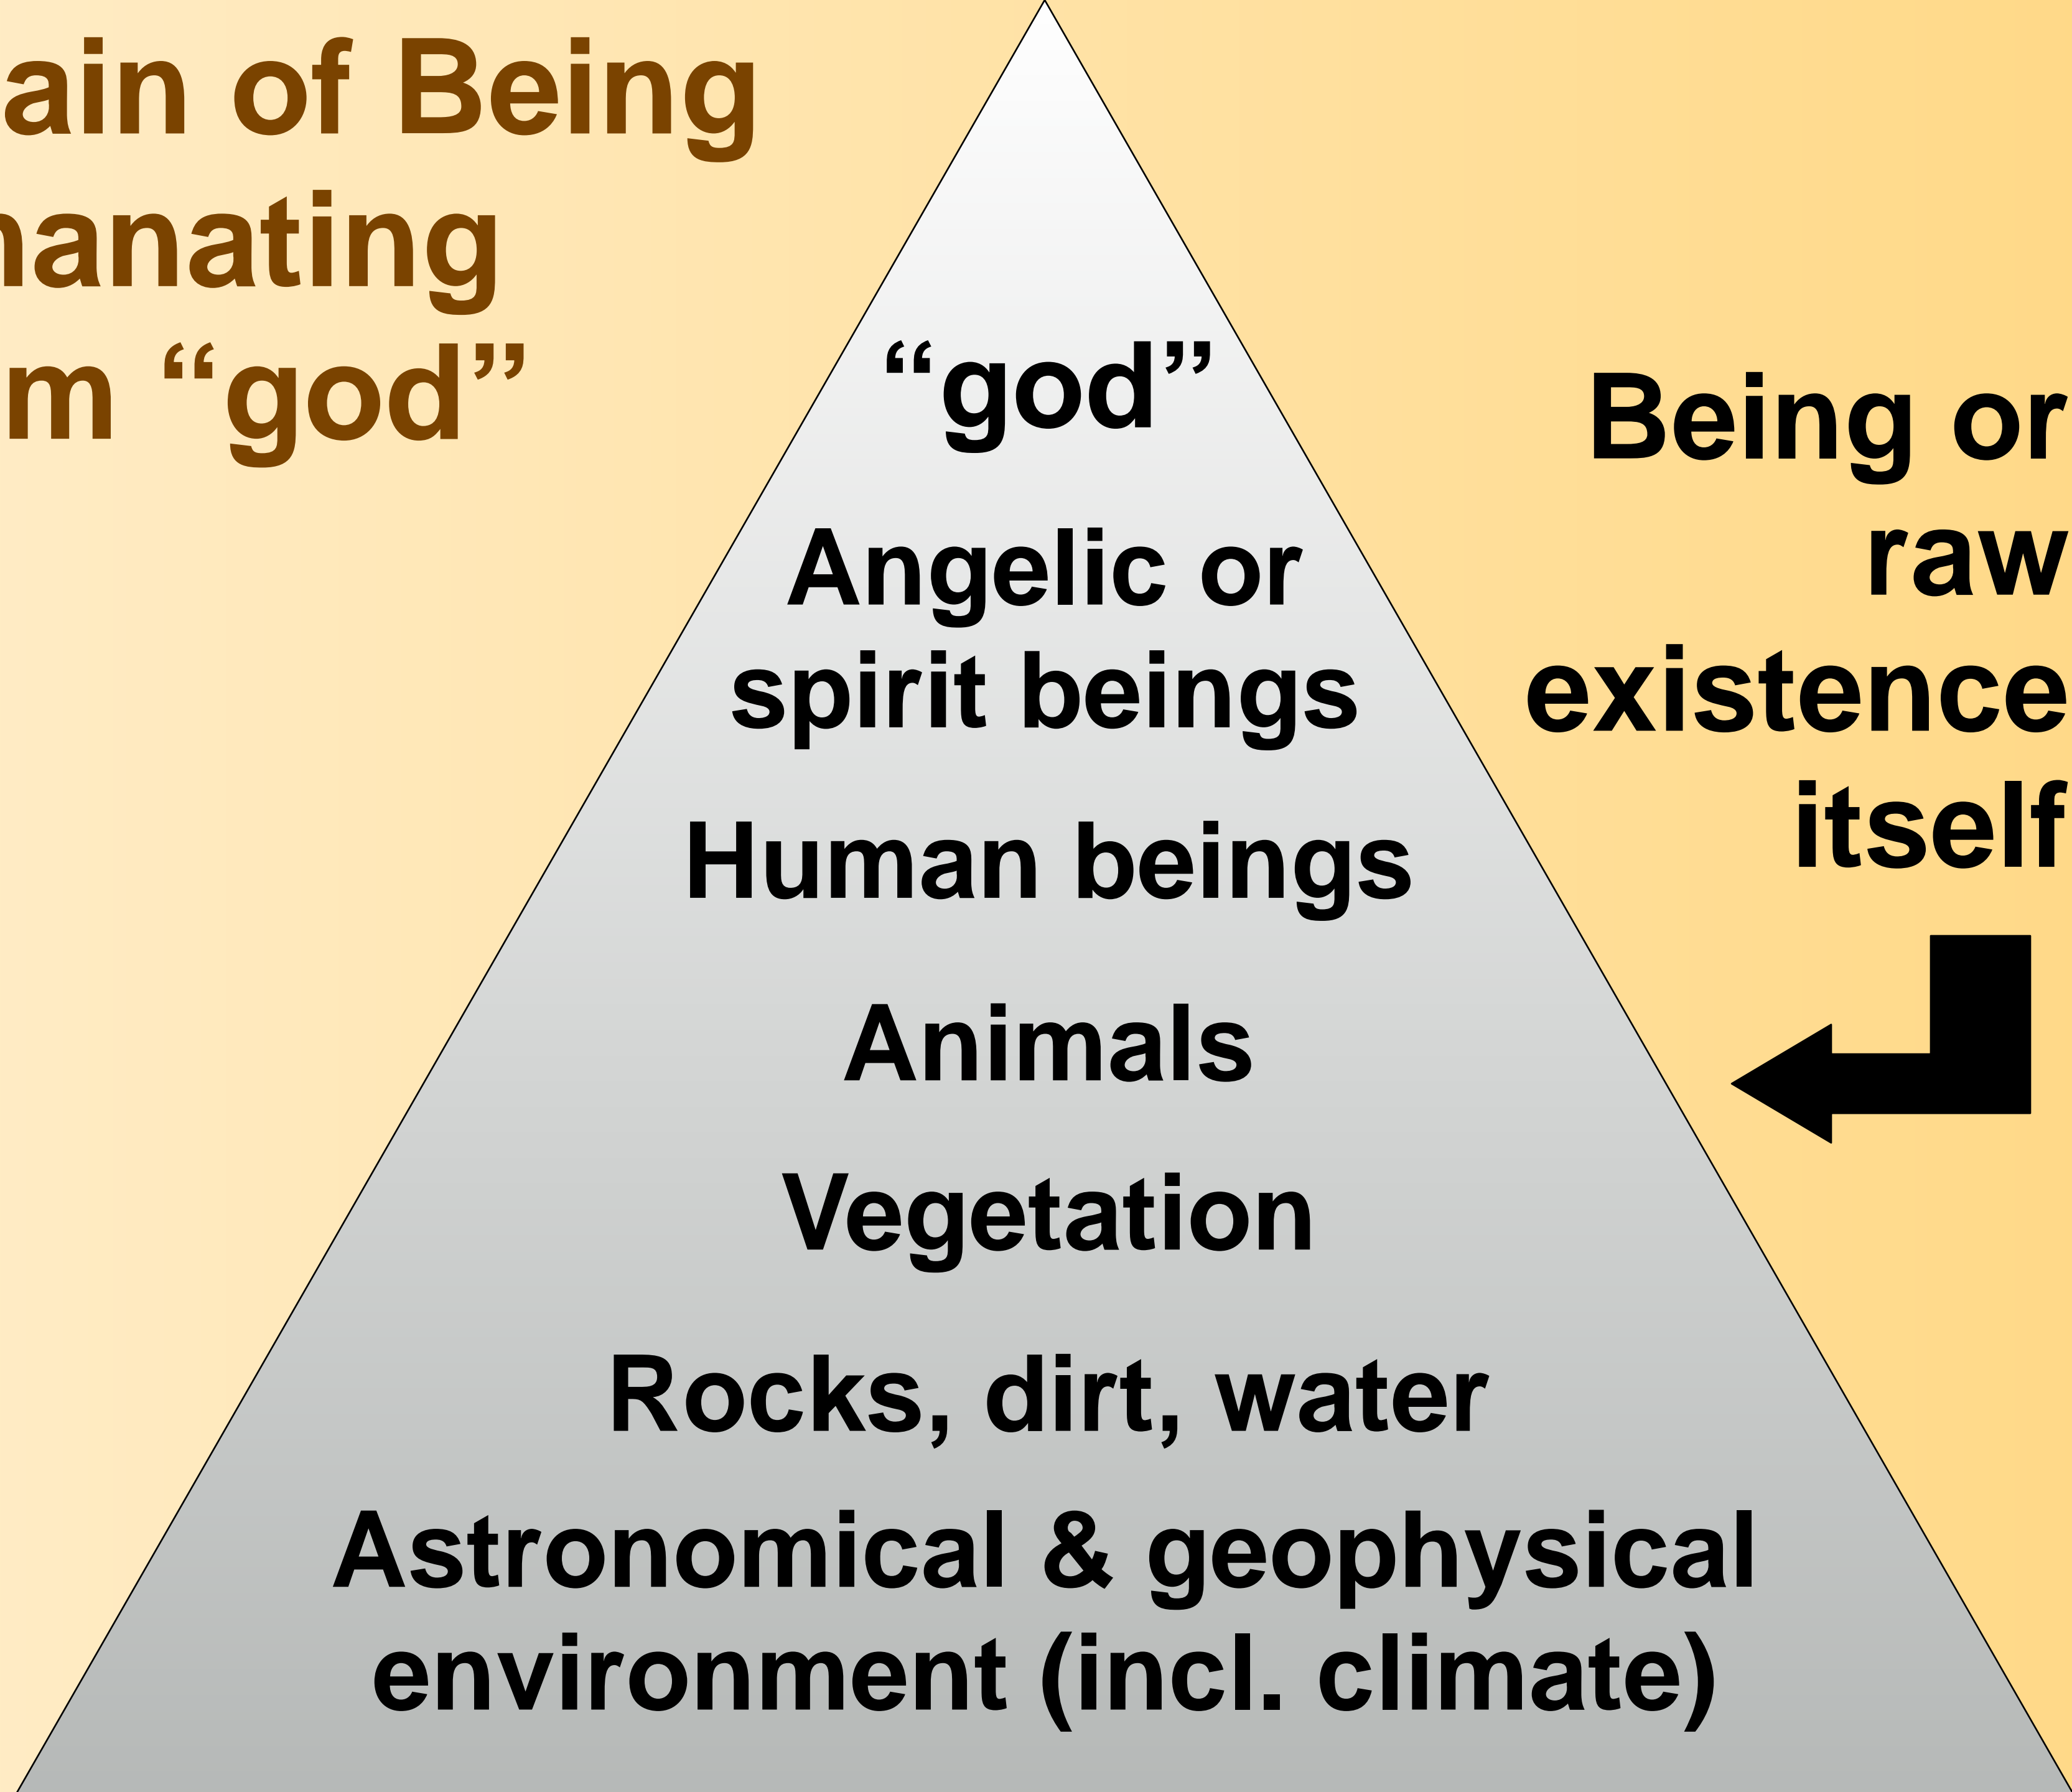 ain of Being
nanating
m “god”
“god”
Angelic or
spirit beings
Human beings
Animals
Vegetation
Rocks, dirt, water
Astronomical & geophysical
environment (incl. climate)
Being or
raw
existence
itself